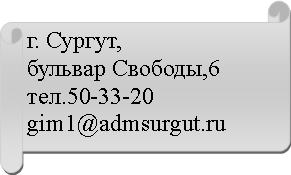 г. Сургут,
бульвар Свободы,6
тел.50-33-20
gim1@admsurgut.ru